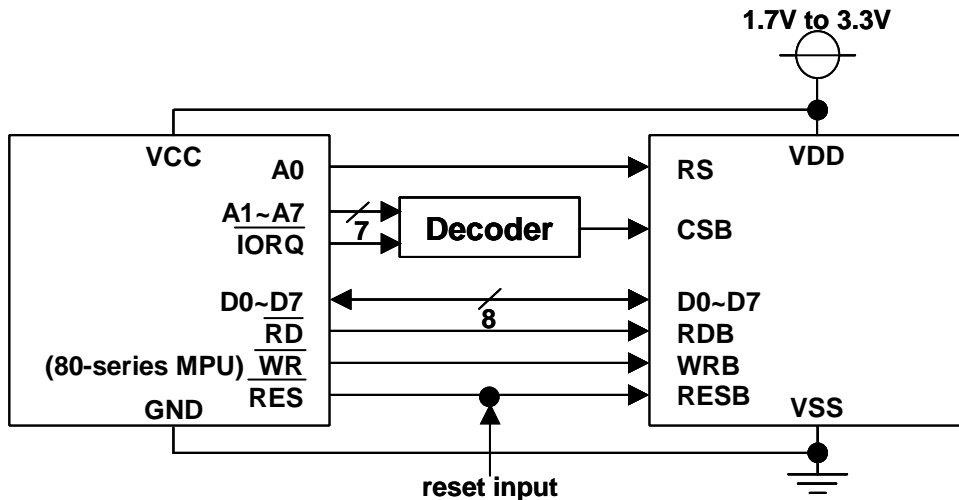 1.7V to 3.3V
VCC
VDD
A0
RS
A1~A7
7
IORQ
Decoder
CSB
D0~D7
8
D0~D7
RD
RDB
(80-series MPU) WR
WRB
RES
RESB
GND
VSS
reset input